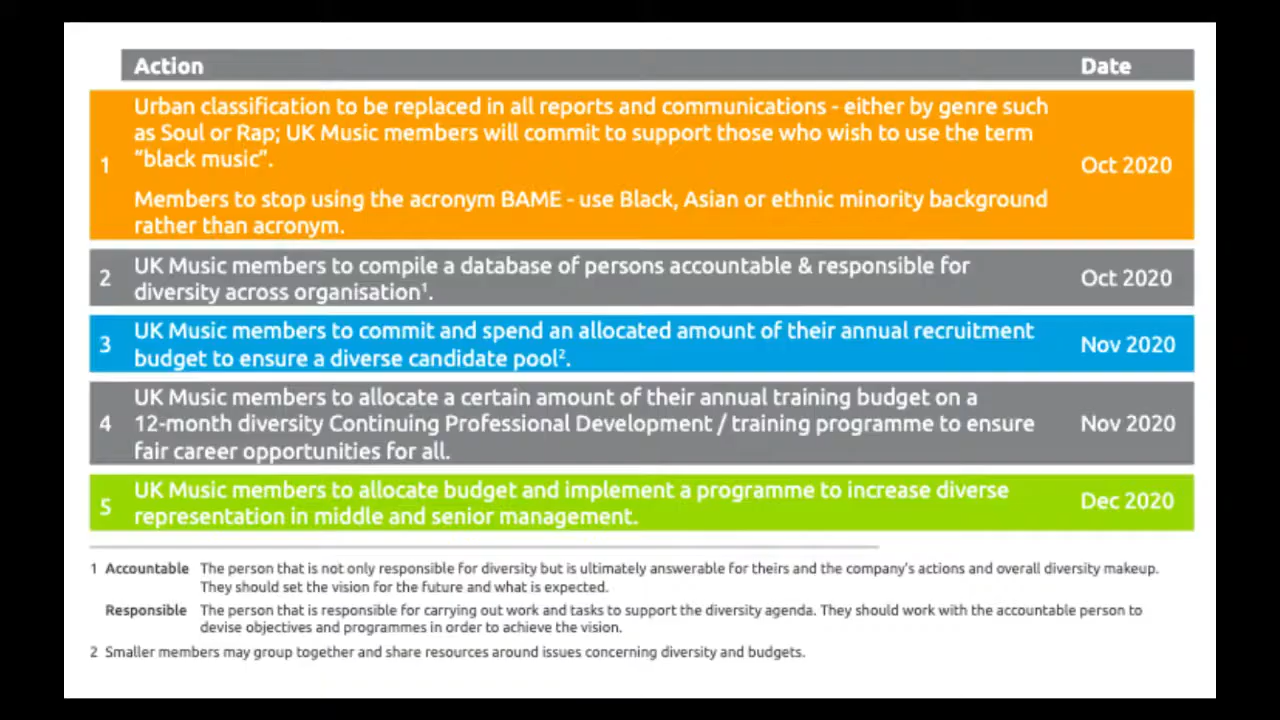 Action Date
Urban classification to be replaced in all reports and communications - either by genre such
as Soul or Rap; UK Music members will commit to support those who wish to use the term
“black music”.
1 Oct 2020
Members to stop using the acronym BAME - use Black, Asian or ethnic minority background
rather than acronym.
UK Music members to compile a database of persons accountable & responsible for
2 Oct 2020
diversity across organisation¹.
UK Music members to commit and spend an allocated amount of their annual recruitment
3 Nov 2020
budget to ensure a diverse candidate pool².
UK Music members to allocate a certain amount of their annual training budget on a
4 12-month diversity Continuing Professional Development / training programme to ensure Nov 2020
fair career opportunities for all.
UK Music members to allocate budget and implement a programme to increase diverse
5 Dec 2020
representation in middle and senior management.
1 Accountable The person that is not only responsible for diversity but is ultimately answerable for theirs and the company's actions and overall diversity makeup.
They should set the vision for the future and what is expected.
Responsible The person that is responsible for carrying out work and tasks to support the diversity agenda. They should work with the accountable person to
devise objectives and programmes in order to achieve the vision.
2 Smaller members may group together and share resources around issues concerning diversity and budgets.